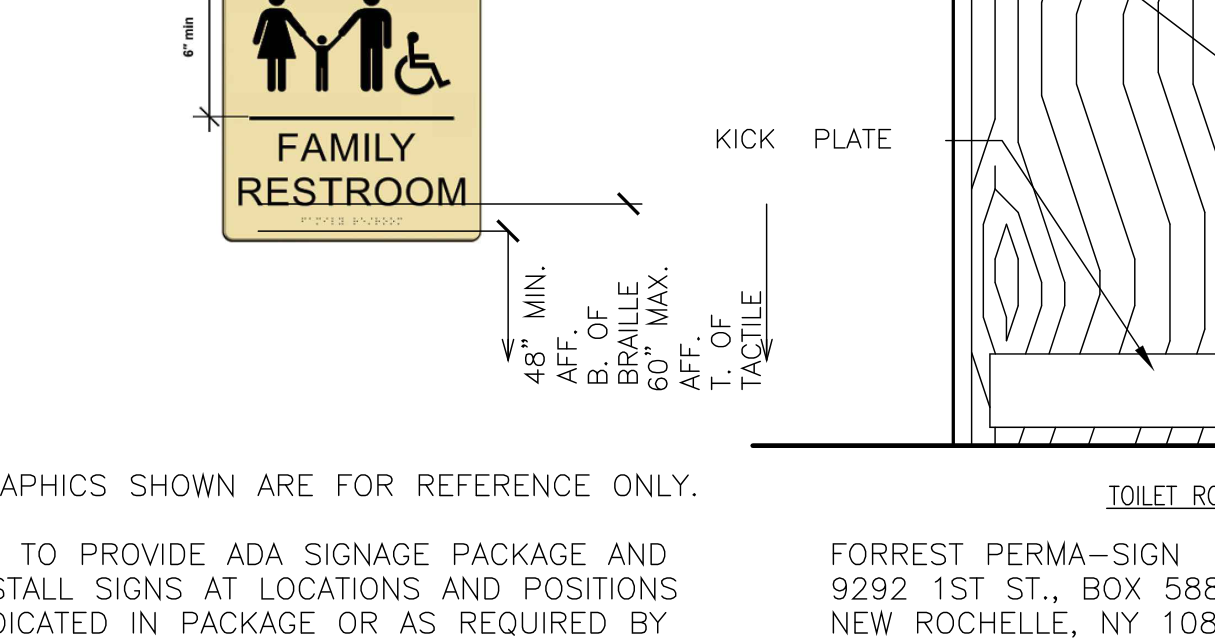 6" min
FAMILY
RESTROOM
KICK PLATE
48" MIN.
AFF.
B. OF
BRAILLE
60" MAX.
AFF.
T. OF
TACTILE
APHICS SHOWN ARE FOR REFERENCE ONLY.
TOILET RO
TO PROVIDE ADA SIGNAGE PACKAGE AND
STALL SIGNS AT LOCATIONS AND POSITIONS
DICATED IN PACKAGE OR AS REQUIRED BY
FORREST PERMA-SIGN
9292 1ST ST., BOX 588
NEW ROCHELLE, NY 108